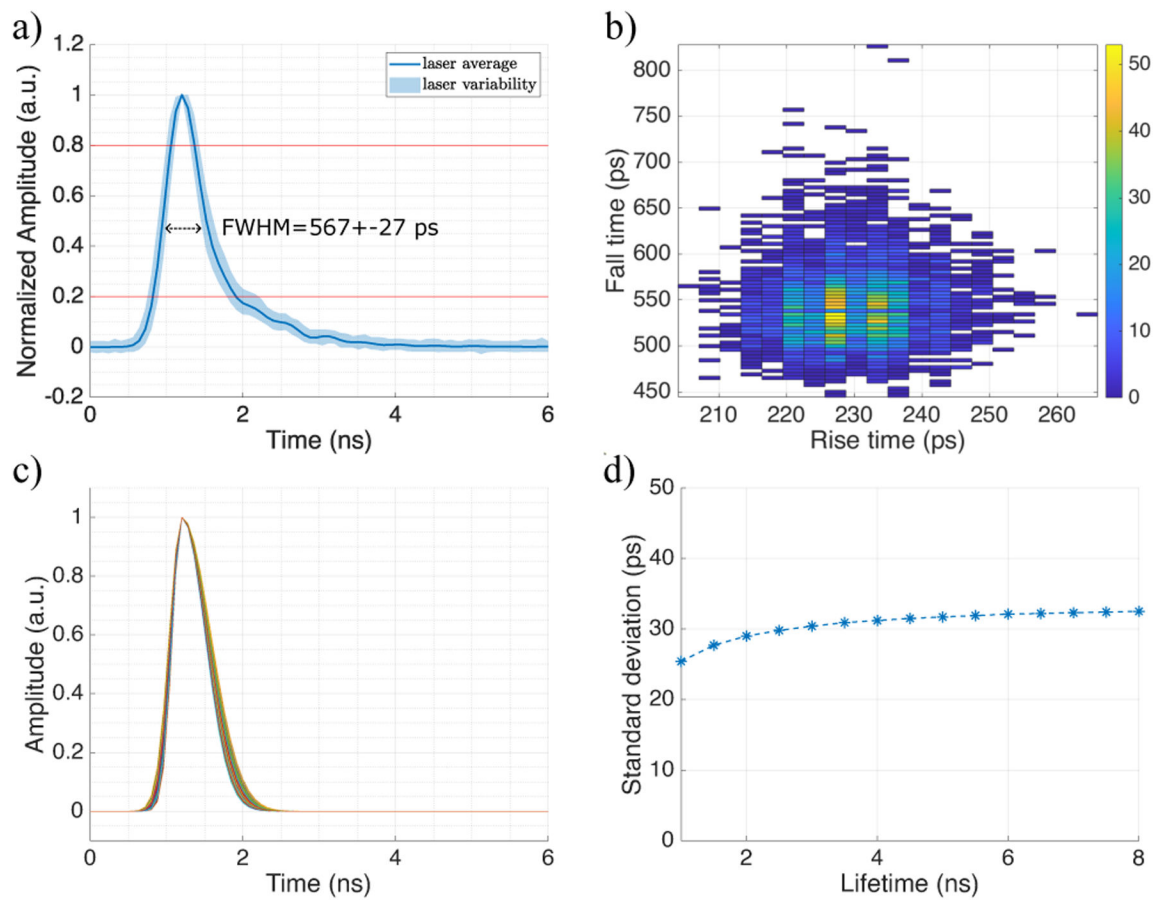 a)
1.2
1
0.8
0.6
0.4
0.2
0
-0.2
Normalized Amplitude (a.u.)
laser average
laser variability
FWHM=567+-27 ps
0 2 4 6
Time (ns)
b)
800
750
700
650
600
550
500
450
Fall time (ps)
210 220 230 240 250 260
Rise time (ps)
50
40
30
20
10
0
c)
1
0.8
0.6
0.4
0.2
0
Amplitude (a.u.)
0 2 4 6
Time (ns)
d)
50
40
30
20
10
0
Standard deviation (ps)
2 4 6 8
Lifetime (ns)